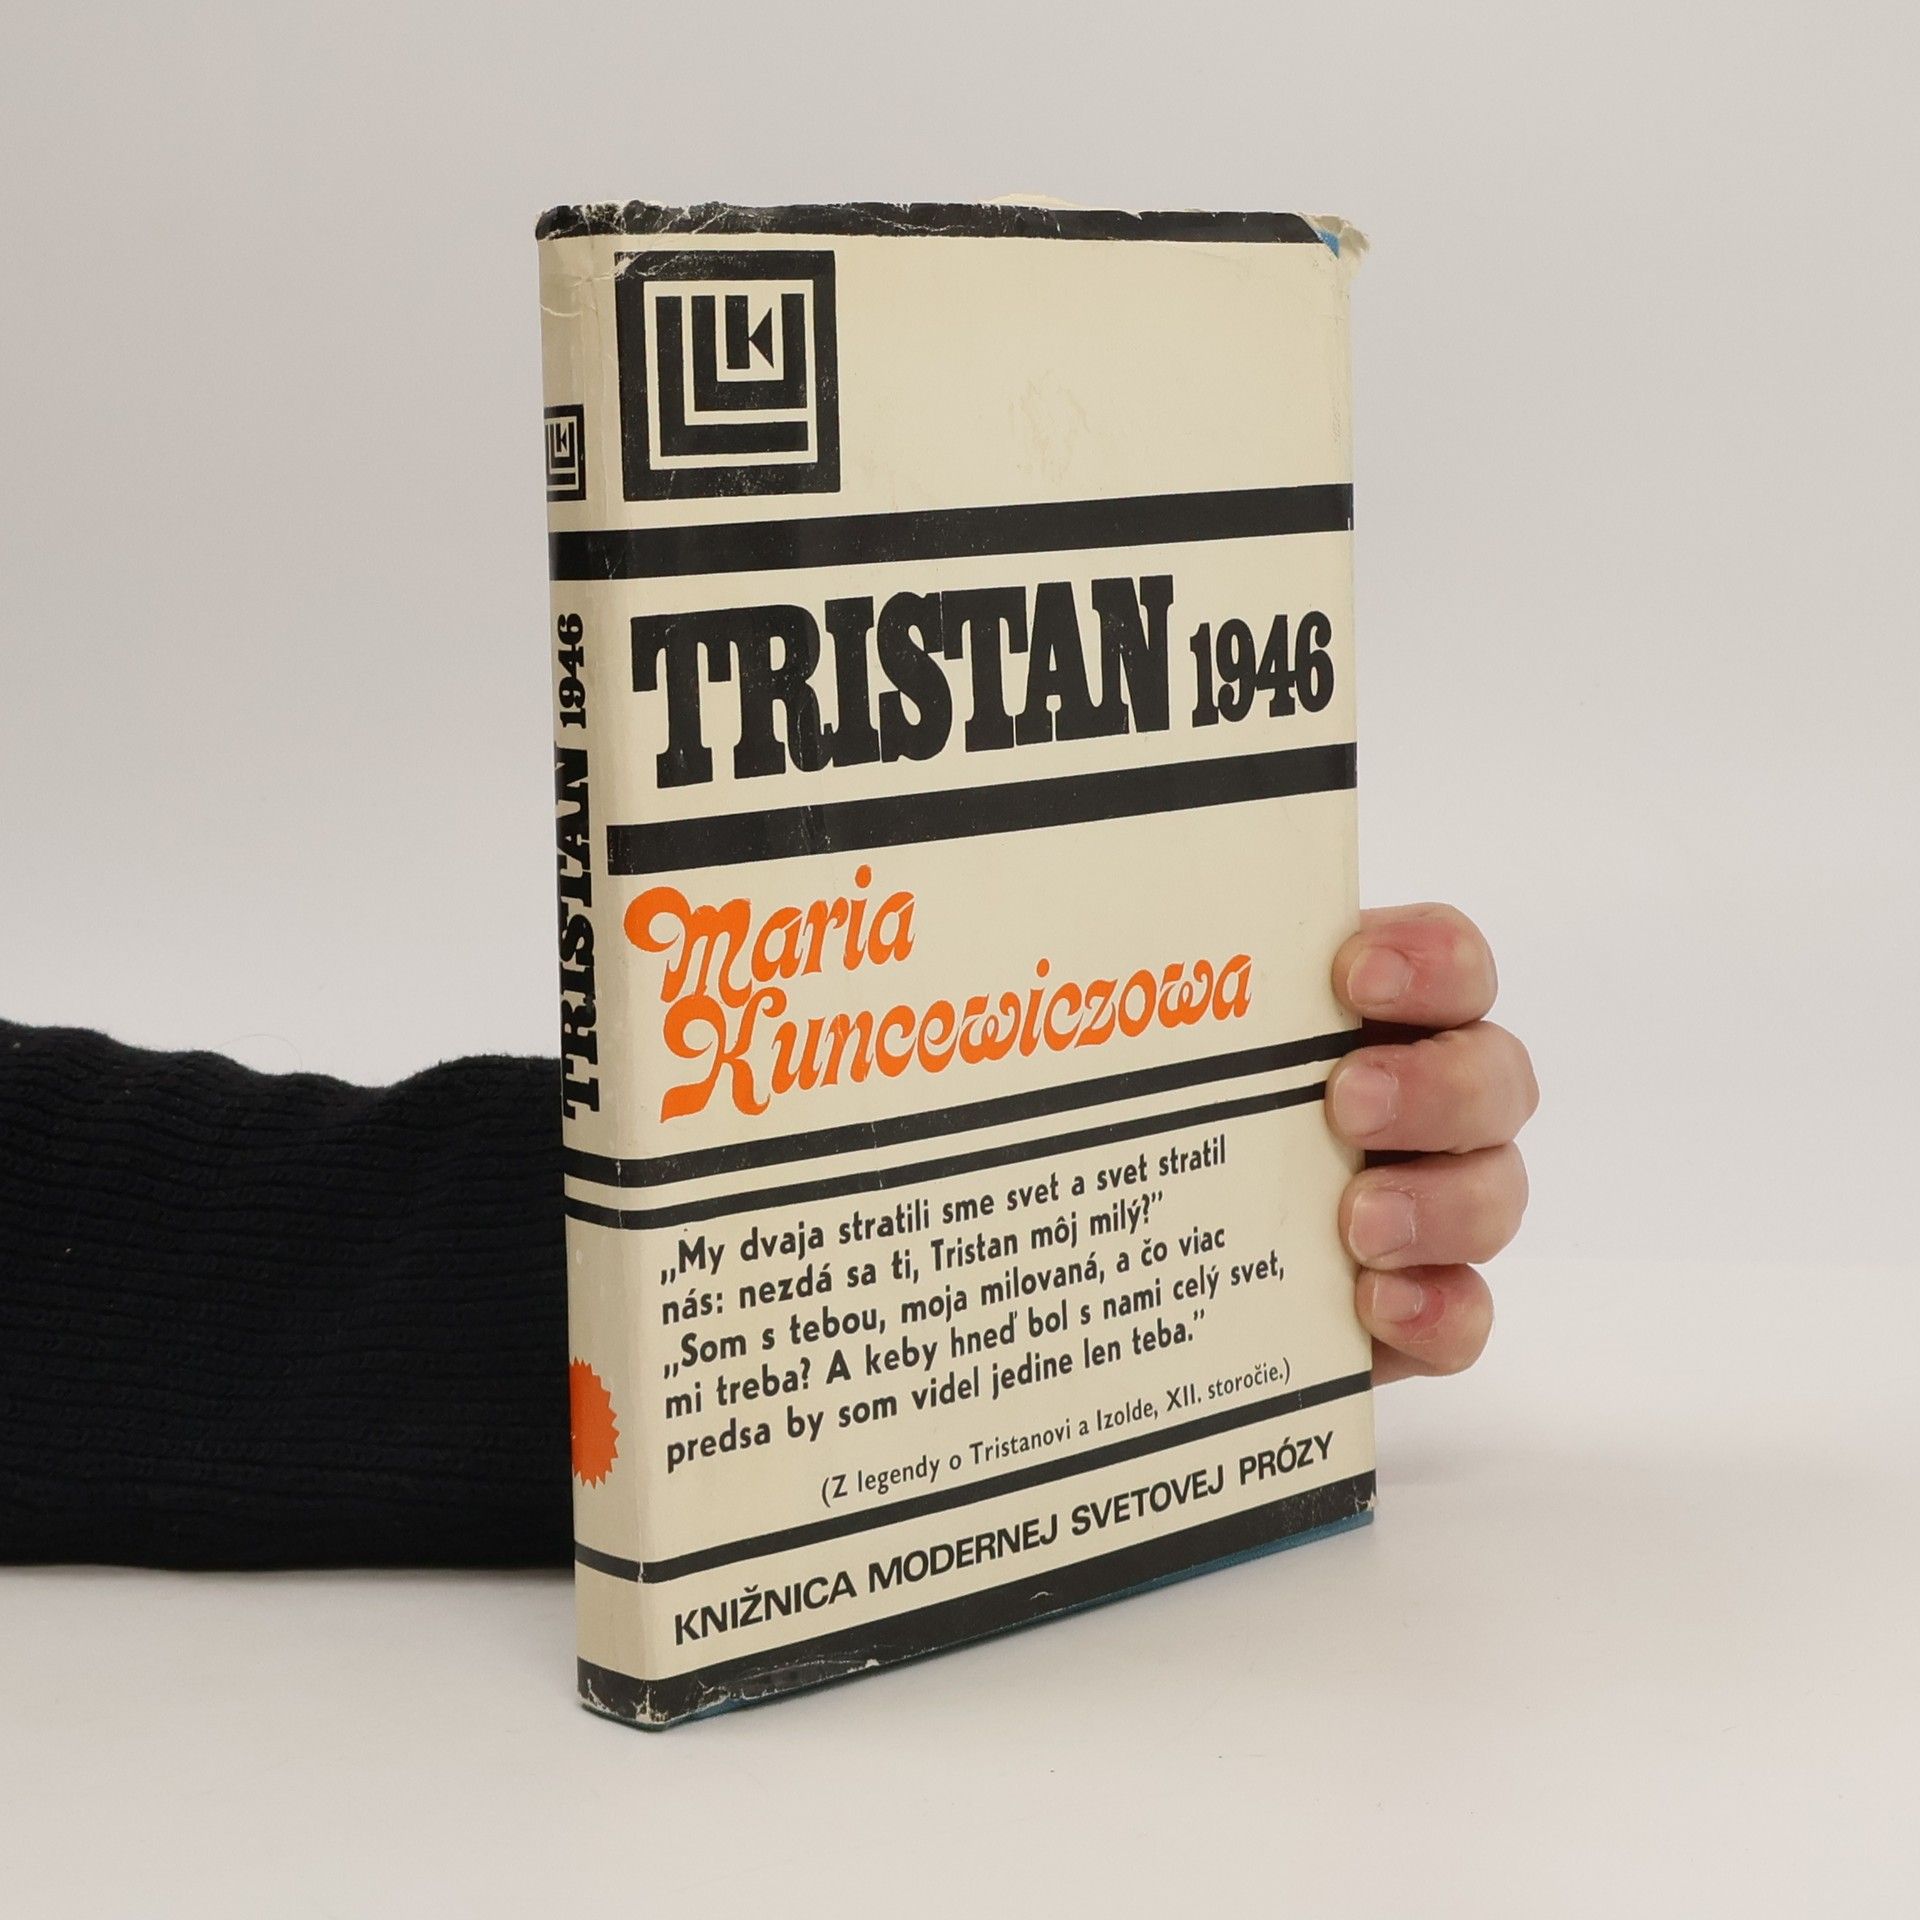 TRISTAN 1946
K
K
TRISTAN 1946
Maria
Kuncewiczowa
„My dvaja stratili sme svet a svet stratil
nás: nezdá sa ti, Tristan môj milý?”
„Som s tebou, moja milovaná, a čo viac
mi treba? A keby hneď bol s nami celý svet,
predsa by som videl jedine len teba.”
(Z legendy o Tristanovi a Izolde, XII. storočie.)
KNIŽNICA MODERNEJ SVETOVEJ PRÓZY